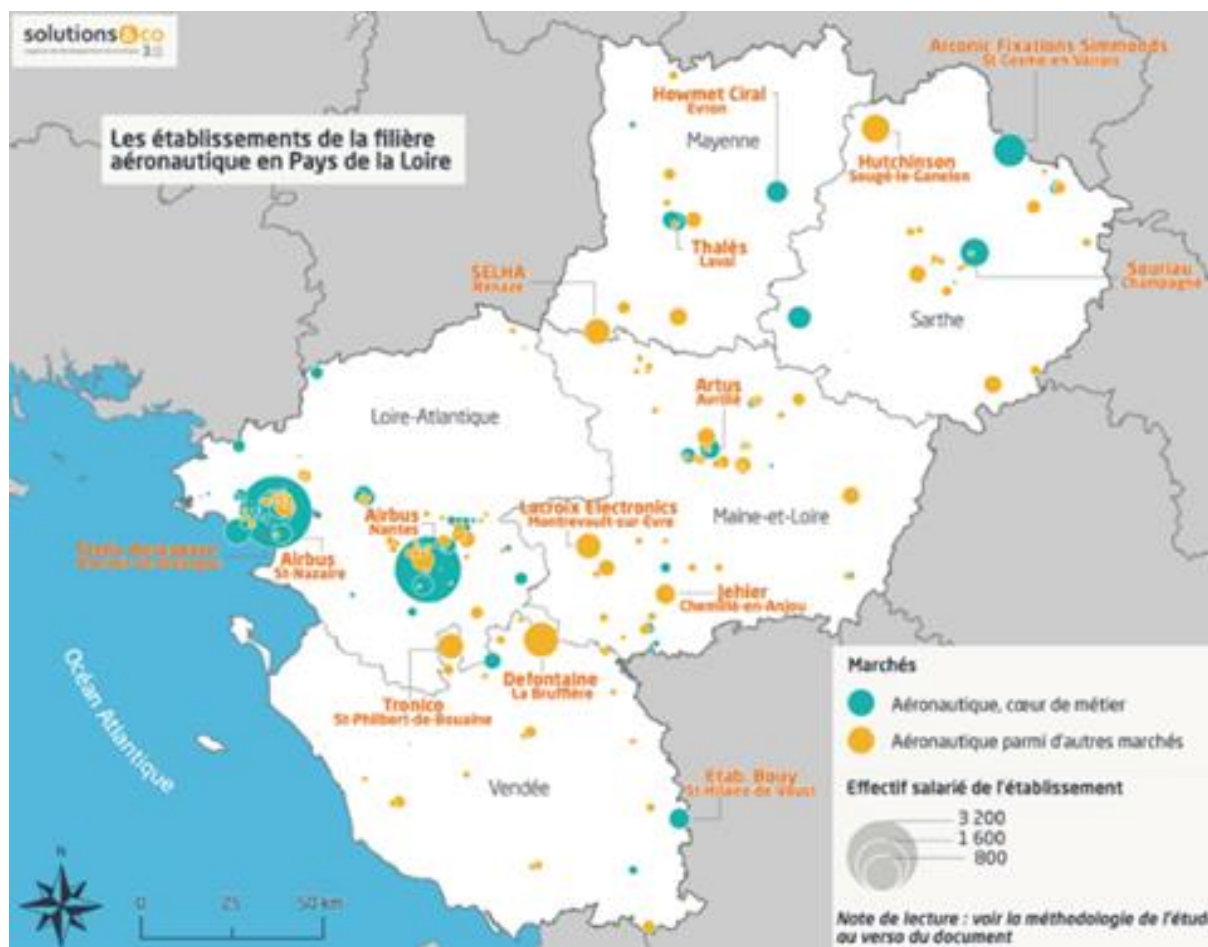 solutions&co
Les établissements de la filière
aéronautique en Pays de la Loire
Arconic Fixations Simmonds
St Cosme-en-Vairais
Howmet Ciral
Evron
Mayenne
Hutchinson
Sougé-le-Ganelon
Thalès
Laval
SELHA
Renazé
Souriau
Champagné
Sarthe
Artus
Avrillé
Loire-Atlantique
Airbus
Nantes
Lacroix Electronics
Montrevault-sur-Èvre
Maine-et-Loire
Airbus
St-Nazaire
Jehier
Chemillé-en-Anjou
Defontaine
La Bruffière
Tronico
St-Philbert-de-Bouaine
Océan Atlantique
Vendée
Etab. Bouy
St-Hilaire-de-Voust
Marchés
Aéronautique, cœur de métier
Aéronautique parmi d'autres marchés
Effectif salarié de l'établissement
3 200
1 600
800
N
0 25 50 km
Note de lecture : voir la méthodologie de l'étude
au verso du document